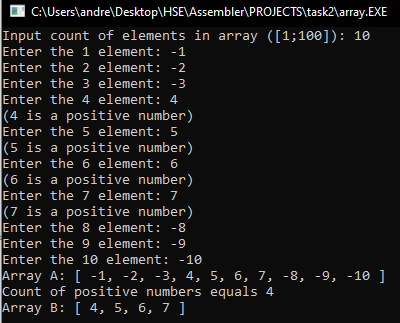 C:\Users\andre\Desktop\HSE\Assembler\PROJECTS\task2\array.EXE
Input count of elements in array ([1;100]): 10
Enter the 1 element: -1
Enter the 2 element: -2
Enter the 3 element: -3
Enter the 4 element: 4
(4 is a positive number)
Enter the 5 element: 5
(5 is a positive number)
Enter the 6 element: 6
(6 is a positive number)
Enter the 7 element: 7
(7 is a positive number)
Enter the 8 element: -8
Enter the 9 element: -9
Enter the 10 element: -10
Array A: [ -1, -2, -3, 4, 5, 6, 7, -8, -9, -10 ]
Count of positive numbers equals 4
Array B: [ 4, 5, 6, 7 ]